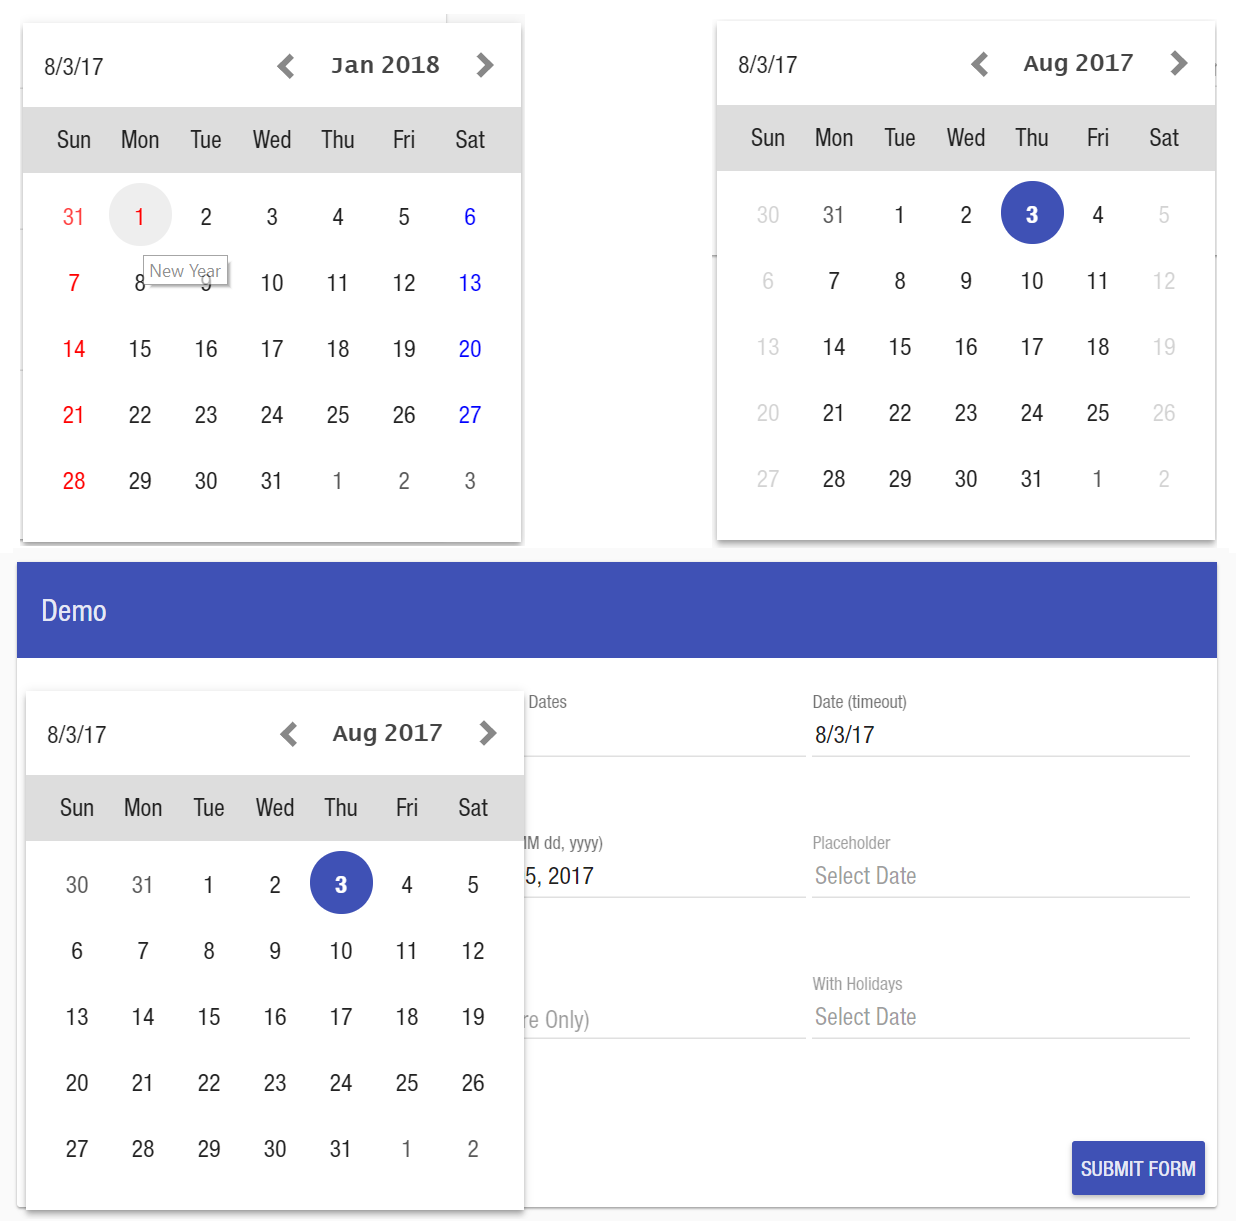 8/3/17 Jan 2018
Sun Mon Tue Wed Thu Fri Sat
31 1 2 3 4 5 6
New Year
7 8 9 10 11 12 13
14 15 16 17 18 19 20
21 22 23 24 25 26 27
28 29 30 31 1 2 3
8/3/17 Aug 2017
Sun Mon Tue Wed Thu Fri Sat
30 31 1 2 3 4 5
6 7 8 9 10 11 12
13 14 15 16 17 18 19
20 21 22 23 24 25 26
27 28 29 30 31 1 2
Demo
8/3/17 Aug 2017
Sun Mon Tue Wed Thu Fri Sat
30 31 1 2 3 4 5
6 7 8 9 10 11 12
13 14 15 16 17 18 19
20 21 22 23 24 25 26
27 28 29 30 31 1 2
Dates
dd, yyyy)
5, 2017
Only)
Date (timeout)
8/3/17
Placeholder
Select Date
With Holidays
Select Date
SUBMIT FORM